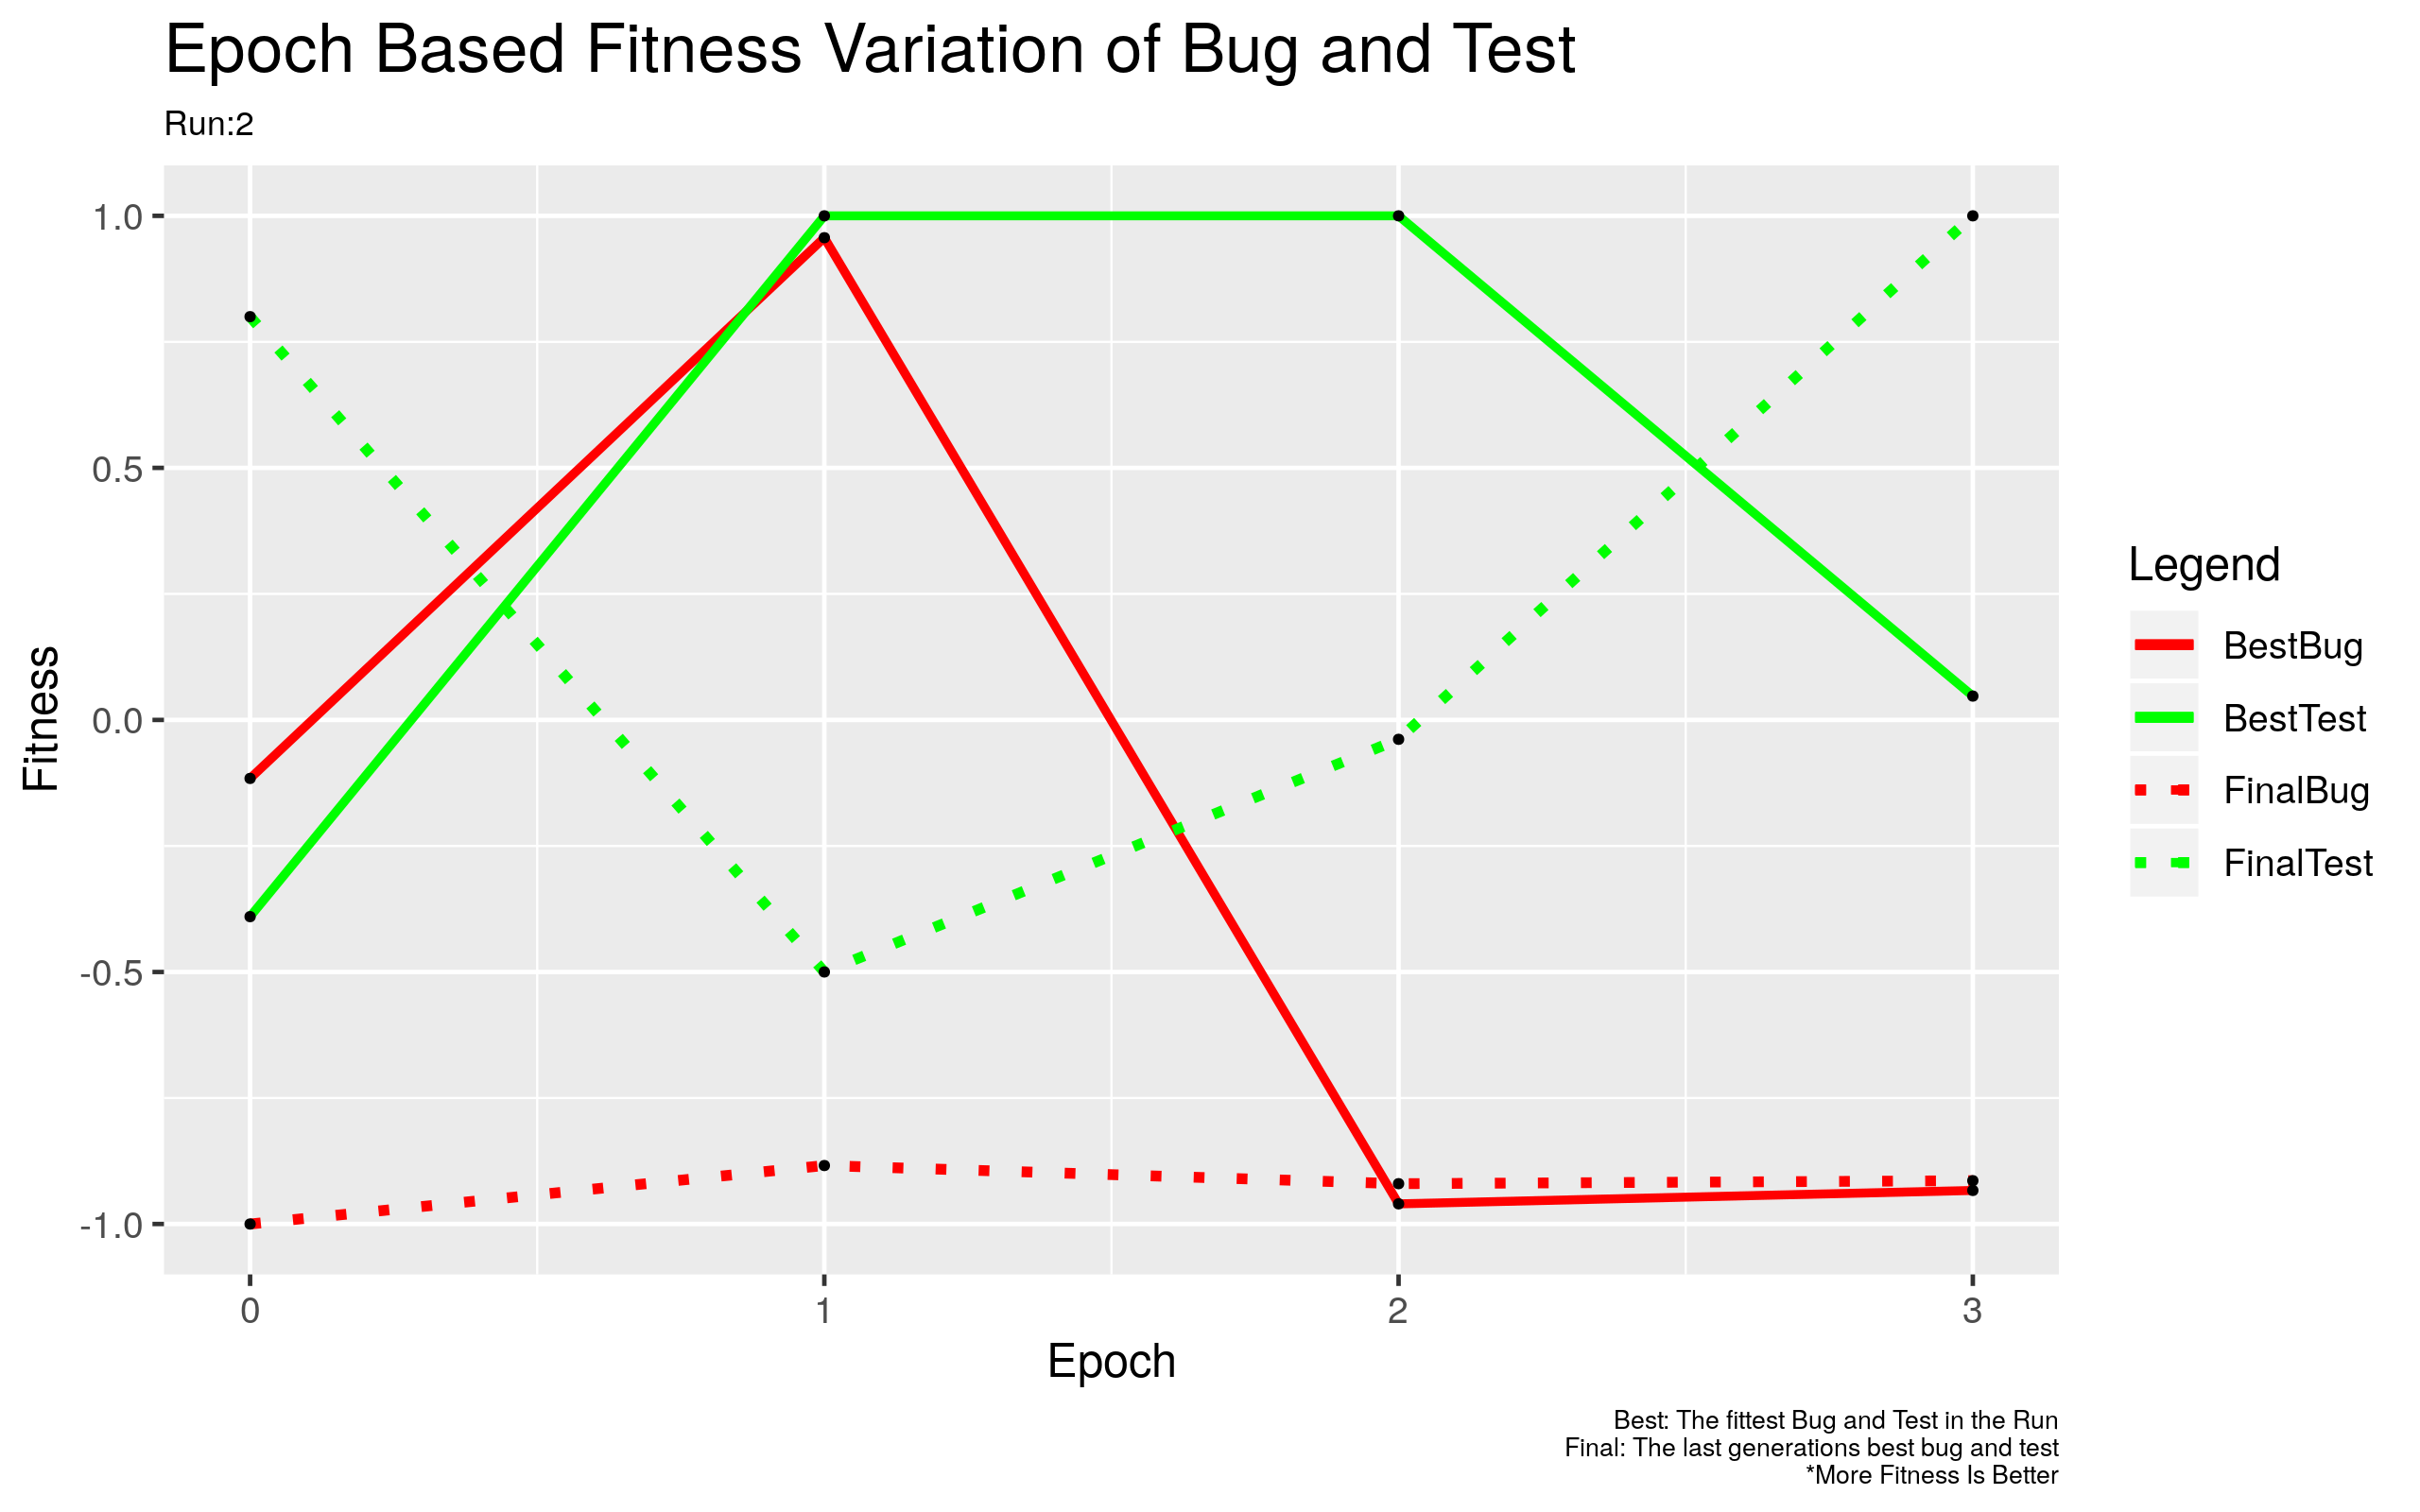 Epoch Based Fitness Variation of Bug and Test
Run:2
1.0
0.5
0.0
-0.5
-1.0
Fitness
0
1
2
3
Epoch
Legend
BestBug
BestTest
FinalBug
FinalTest
Best: The fittest Bug and Test in the Run
Final: The last generations best bug and test
*More Fitness Is Better